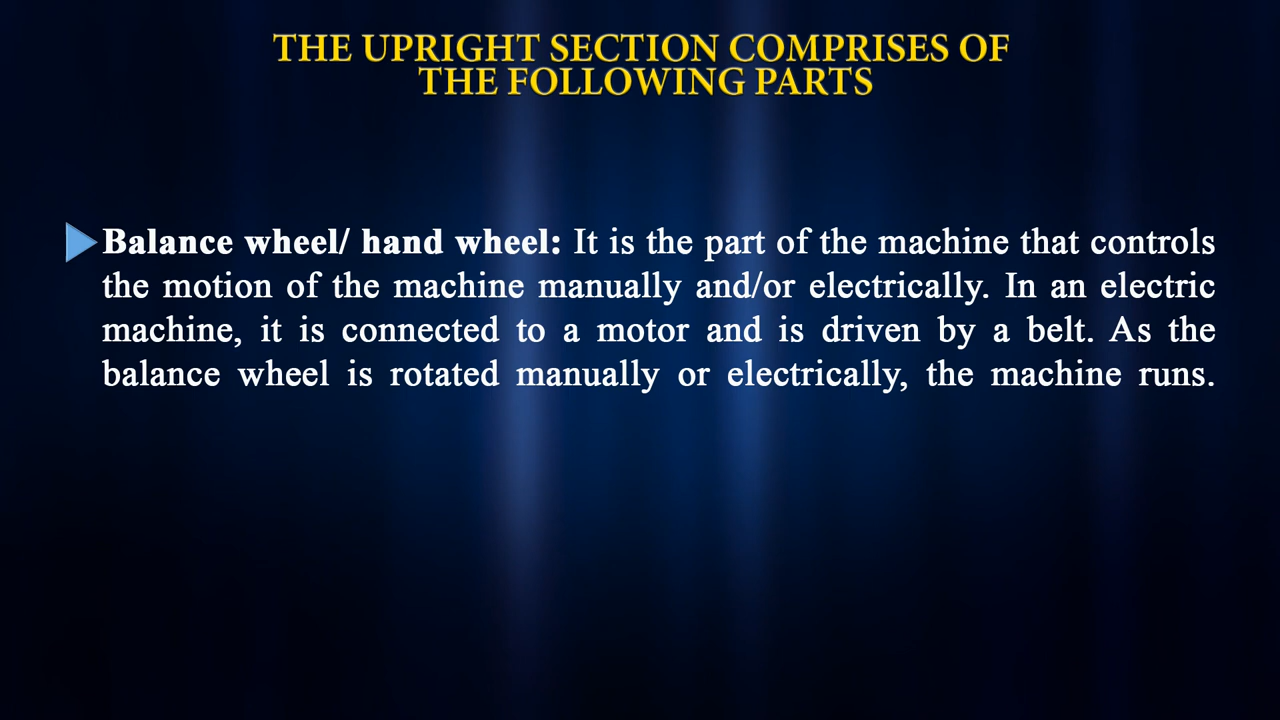 THE UPRIGHT SECTION COMPRISES OF
THE FOLLOWING PARTS
Balance wheel/ hand wheel: It is the part of the machine that controls
the motion of the machine manually and/or electrically. In an electric
machine, it is connected to a motor and is driven by a belt. As the
balance wheel is rotated manually or electrically, the machine runs.